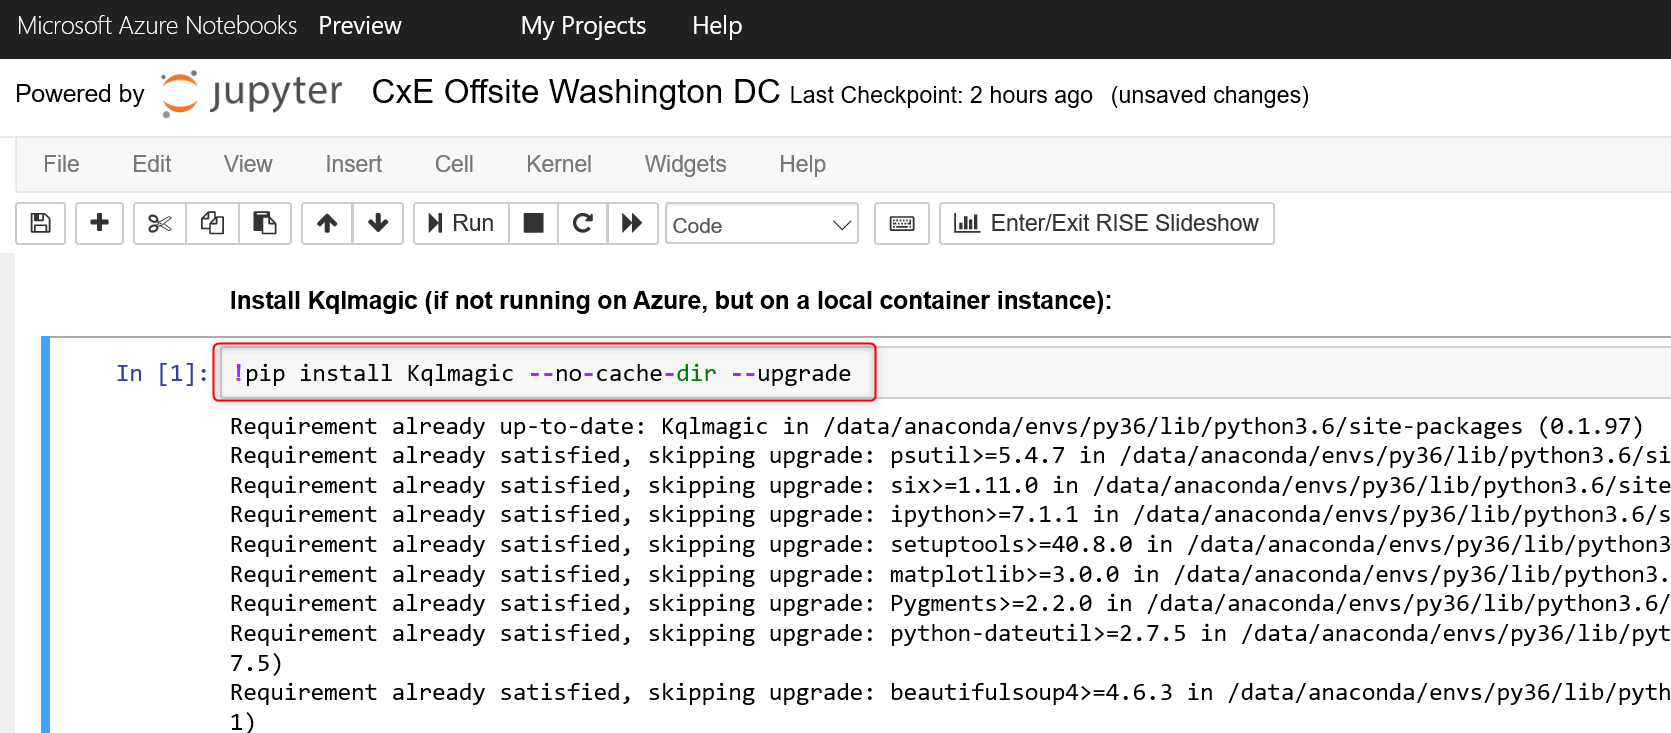 Microsoft Azure Notebooks Preview My Projects Help
Powered by jupyter CxE Offsite Washington DC Last Checkpoint: 2 hours ago (unsaved changes)
File Edit View Insert Cell Kernel Widgets Help
Run Code Enter/Exit RISE Slideshow
Install Kqlmagic (if not running on Azure, but on a local container instance):
In [1]: !pip install Kqlmagic --no-cache-dir --upgrade
Requirement already up-to-date: Kqlmagic in /data/anaconda/envs/py36/lib/python3.6/site-packages (0.1.97)
Requirement already satisfied, skipping upgrade: psutil>=5.4.7 in /data/anaconda/envs/py36/lib/python3.6/si
Requirement already satisfied, skipping upgrade: six>=1.11.0 in /data/anaconda/envs/py36/lib/python3.6/site
Requirement already satisfied, skipping upgrade: ipython>=7.1.1 in /data/anaconda/envs/py36/lib/python3.6/s
Requirement already satisfied, skipping upgrade: setuptools>=40.8.0 in /data/anaconda/envs/py36/lib/python3
Requirement already satisfied, skipping upgrade: matplotlib>=3.0.0 in /data/anaconda/envs/py36/lib/python3.
Requirement already satisfied, skipping upgrade: Pygments>=2.2.0 in /data/anaconda/envs/py36/lib/python3.6/
Requirement already satisfied, skipping upgrade: python-dateutil>=2.7.5 in /data/anaconda/envs/py36/lib/pyt
7.5)
Requirement already satisfied, skipping upgrade: beautifulsoup4>=4.6.3 in /data/anaconda/envs/py36/lib/pyth
1)